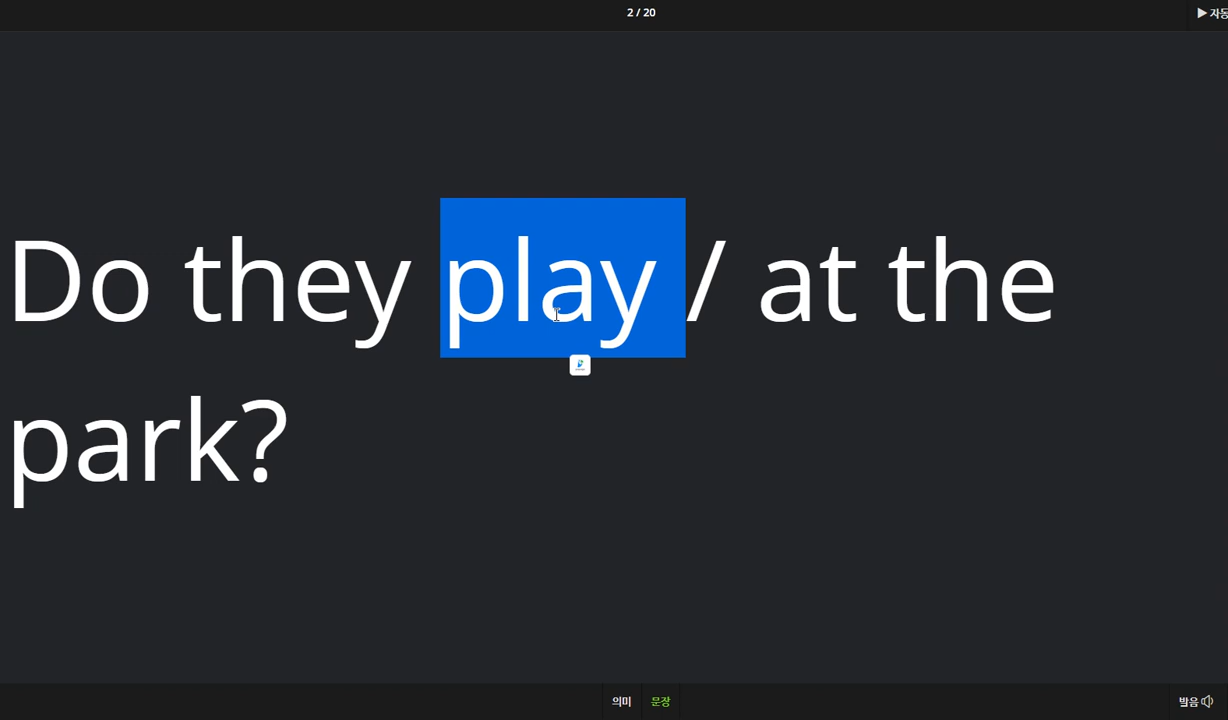 2 / 20
▶ 자동
Do they play / at the
park?
의미 문장
발음